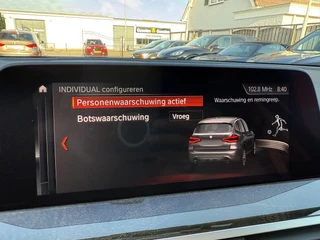 INDIVIDUAL configureren
102.8 MHz 8:40
Personenwaarschuwing actief
Waarschuwing en remingreep.
Botswaarschuwing Vroeg